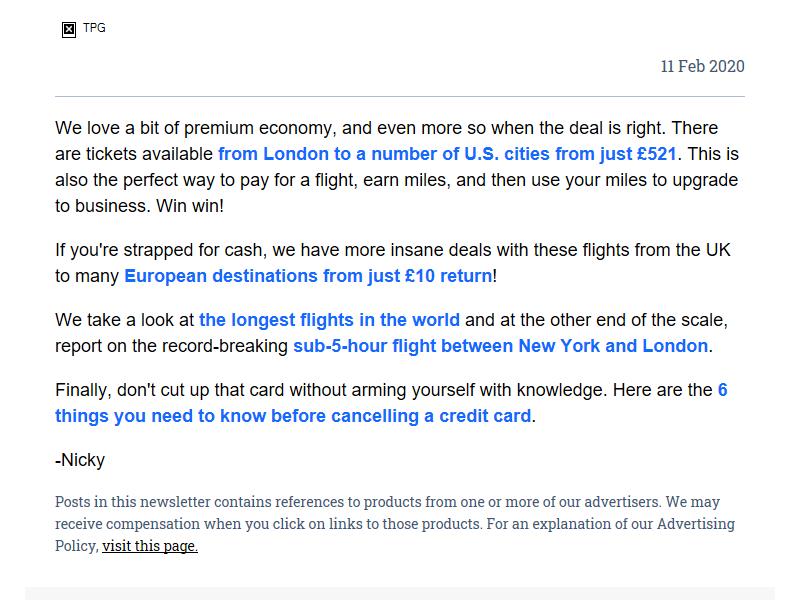 TPG
11 Feb 2020
We love a bit of premium economy, and even more so when the deal is right. There
are tickets available from London to a number of U.S. cities from just £521. This is
also the perfect way to pay for a flight, earn miles, and then use your miles to upgrade
to business. Win win!
If you're strapped for cash, we have more insane deals with these flights from the UK
to many European destinations from just £10 return!
We take a look at the longest flights in the world and at the other end of the scale,
report on the record-breaking sub-5-hour flight between New York and London.
Finally, don't cut up that card without arming yourself with knowledge. Here are the 6
things you need to know before cancelling a credit card.
-Nicky
Posts in this newsletter contains references to products from one or more of our advertisers. We may
receive compensation when you click on links to those products. For an explanation of our Advertising
Policy, visit this page.